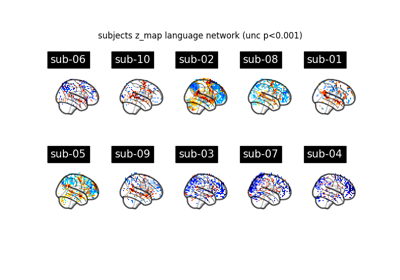 subjects z_map language network (unc p<0.001)
sub-06 sub-10 sub-02 sub-08 sub-01
sub-05 sub-09 sub-03 sub-07 sub-04